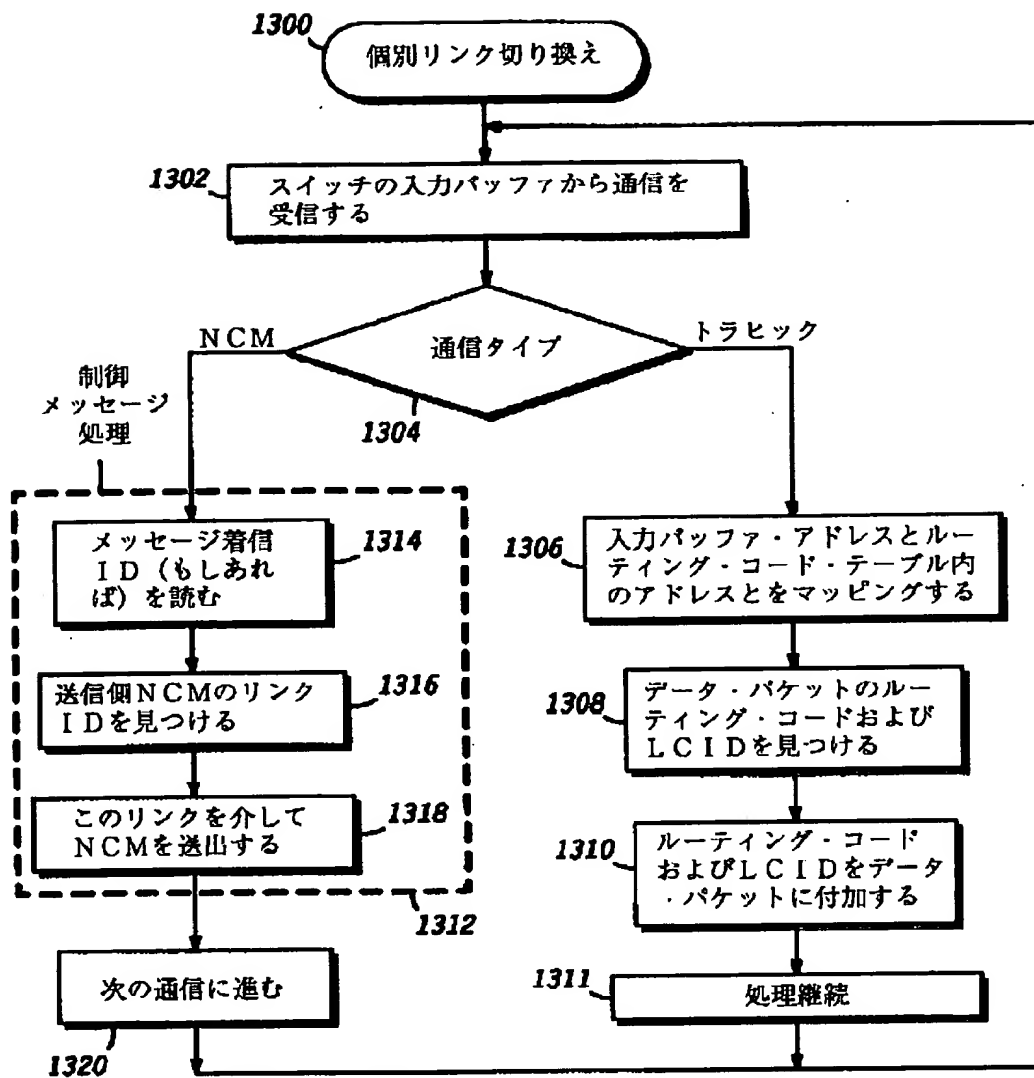 1300
個別リンク切り換え
1302
スイッチの入力バッファから通信を
受信する
NCM
通信タイプ
トラヒック
1304
制御
メッセージ
処理
メッセージ着信
ID(もしあれ
ば)を読む
1314
送信側NCMのリンク
IDを見つける
1316
このリンクを介して
NCMを送出する
1318
1312
次の通信に進む
1320
1306
入力バッファ・アドレスとルー
ティング・コード・テーブル内
のアドレスとをマッピングする
1308
データ・パケットのルー
ティング・コードおよび
LCIDを見つける
1310
ルーティング・コード
およびLCIDをデータ
・パケットに付加する
1311
処理継続